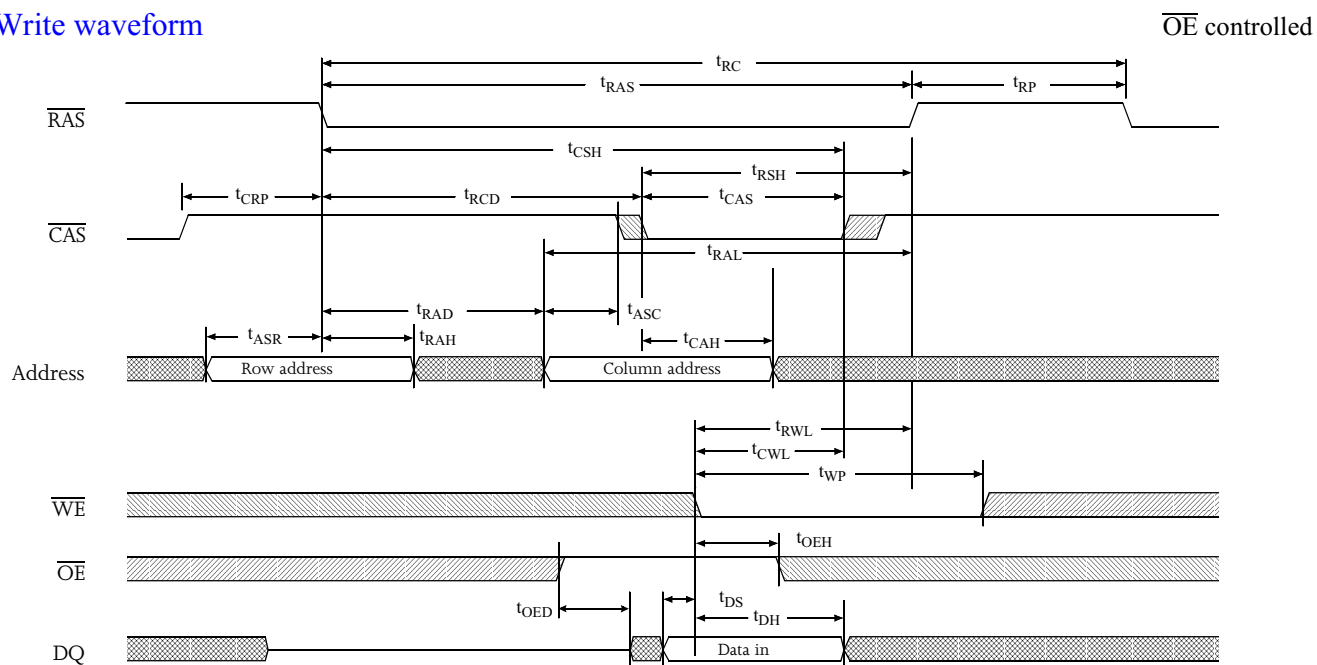 Write waveform
OE controlled
tRC
tRAS
tRP
RAS
tCSH
tRSH
tCRP
tRCD
tCAS
CAS
tRAL
tRAD
tASC
tASR
tRAH
tCAH
Address
Row address
Column address
tRWL
tCWL
tWP
WE
tOEH
OE
tOED
tDS
tDH
DQ
Data in